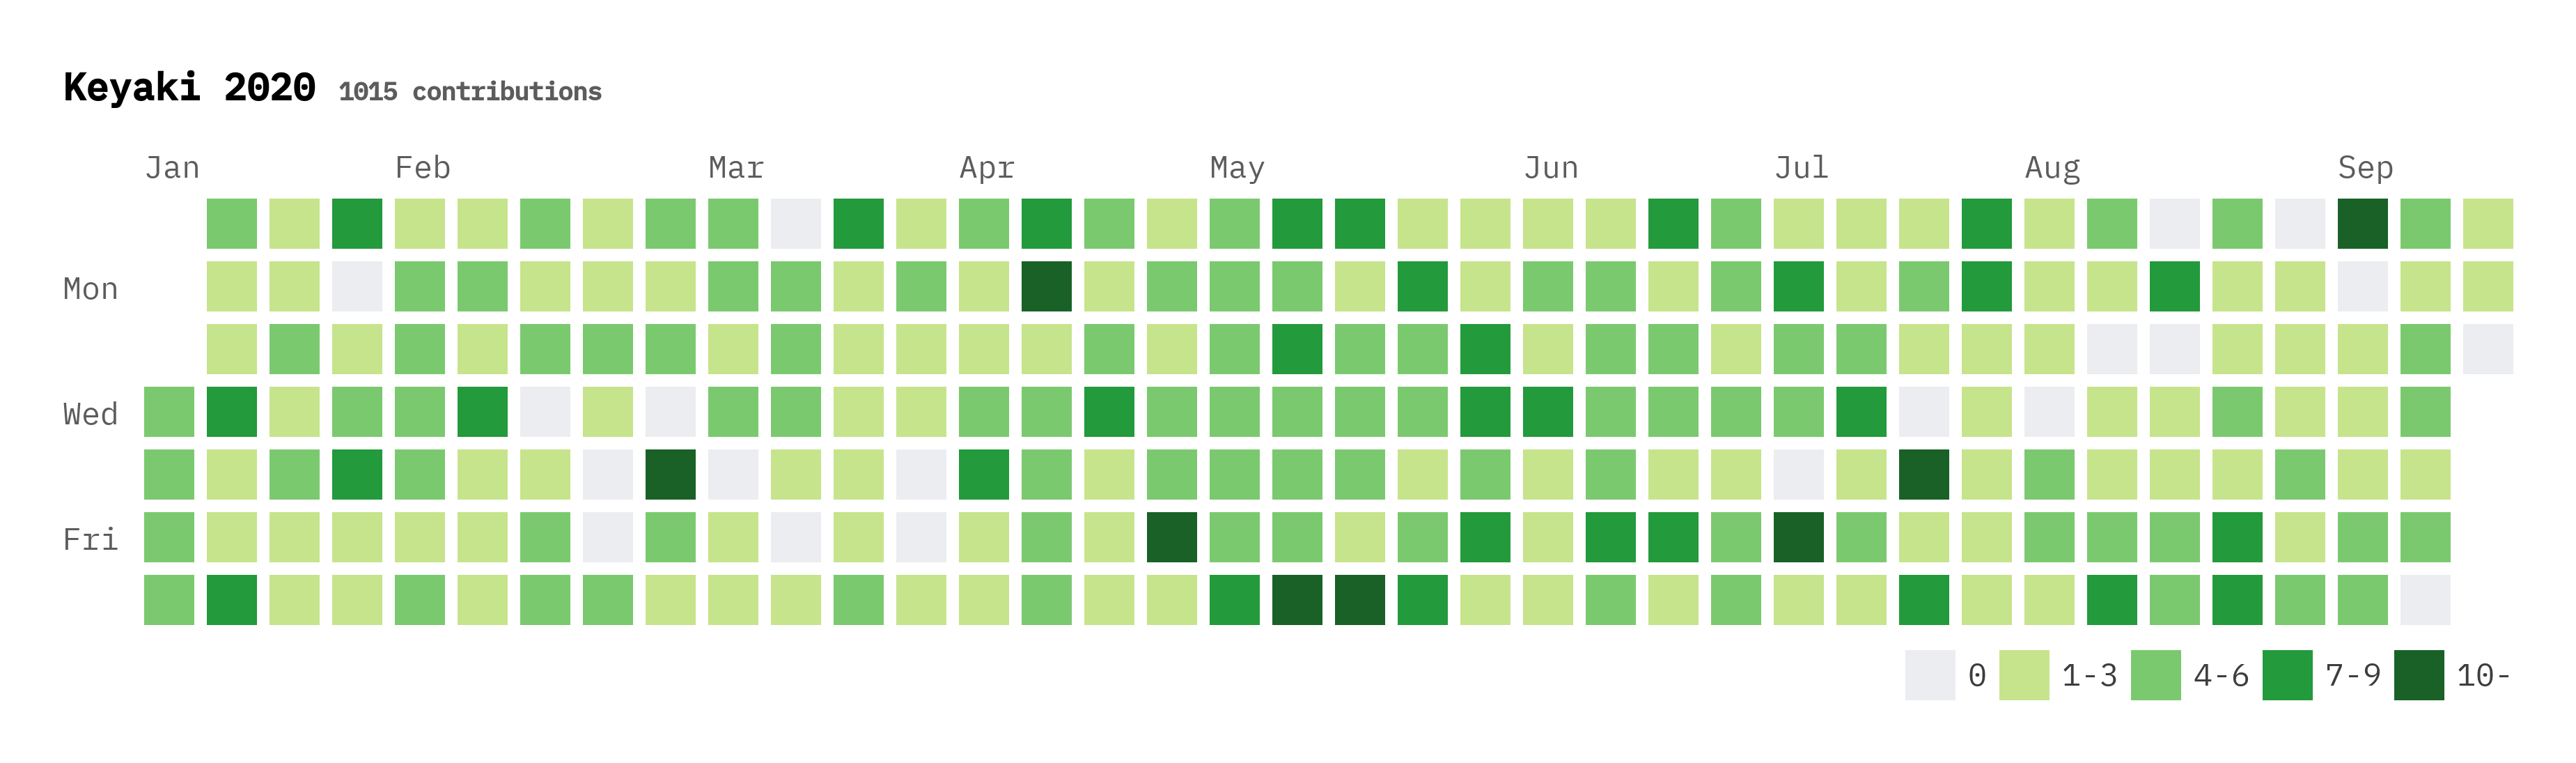 Keyaki 2020 1015 contributions
Jan Feb Mar Apr May Jun Jul Aug Sep
Mon
Wed
Fri
0 1-3 4-6 7-9 10-